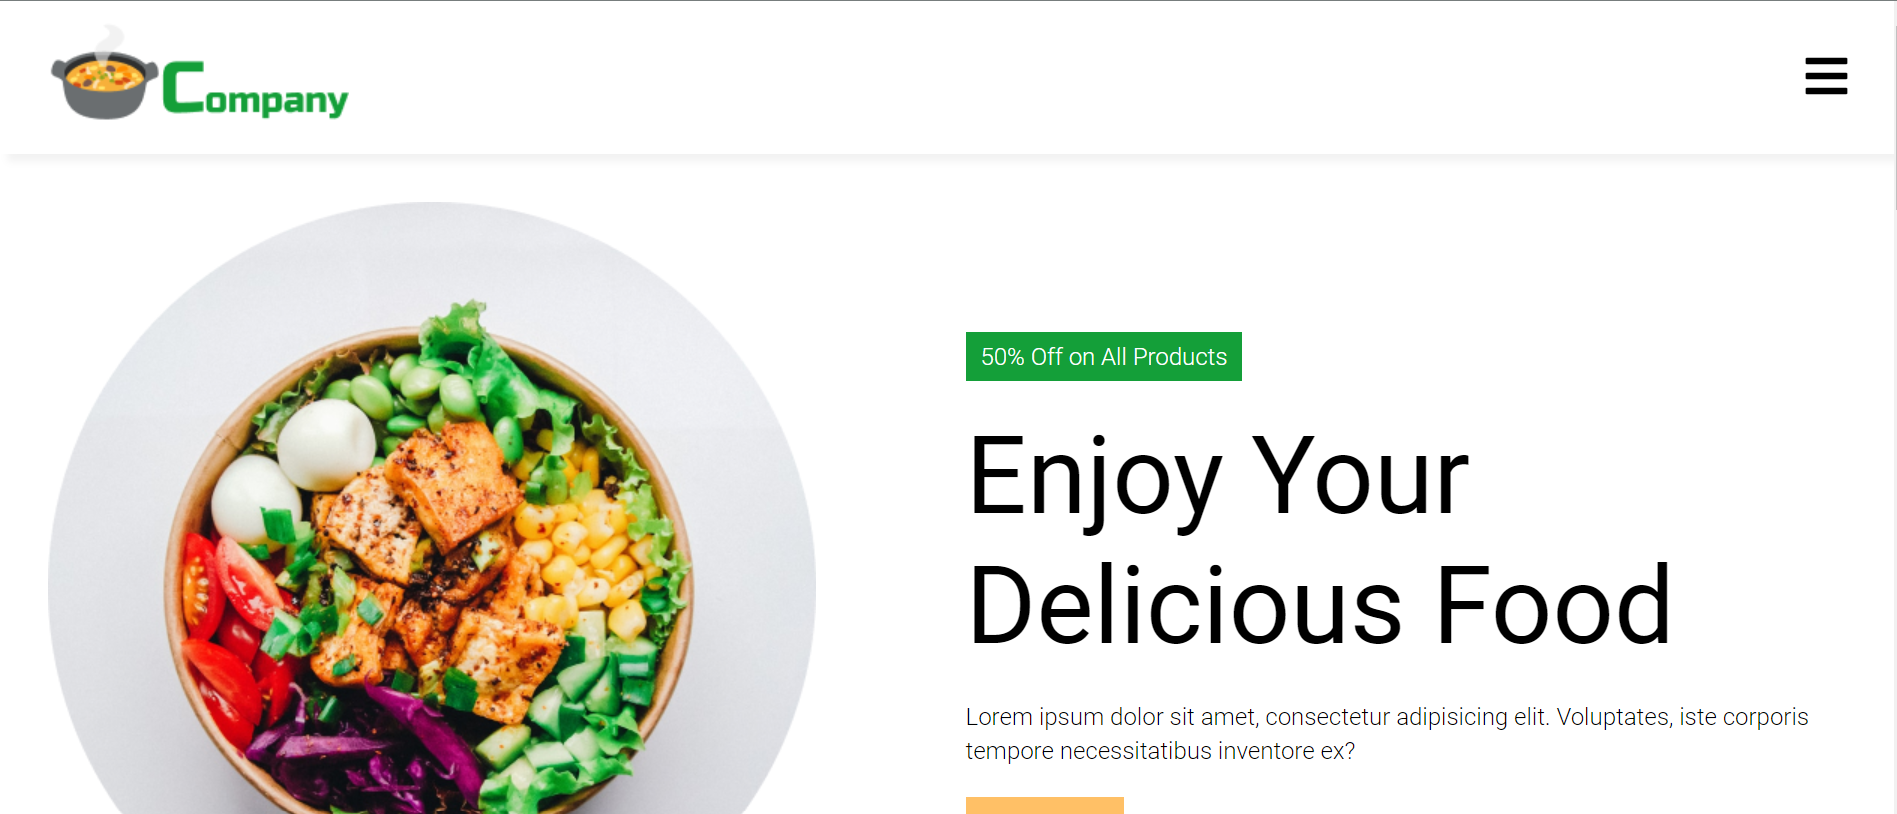 Company
50% Off on All Products
Enjoy Your
Delicious Food
Lorem ipsum dolor sit amet, consectetur adipisicing elit. Voluptates, iste corporis
tempore necessitatibus inventore ex?